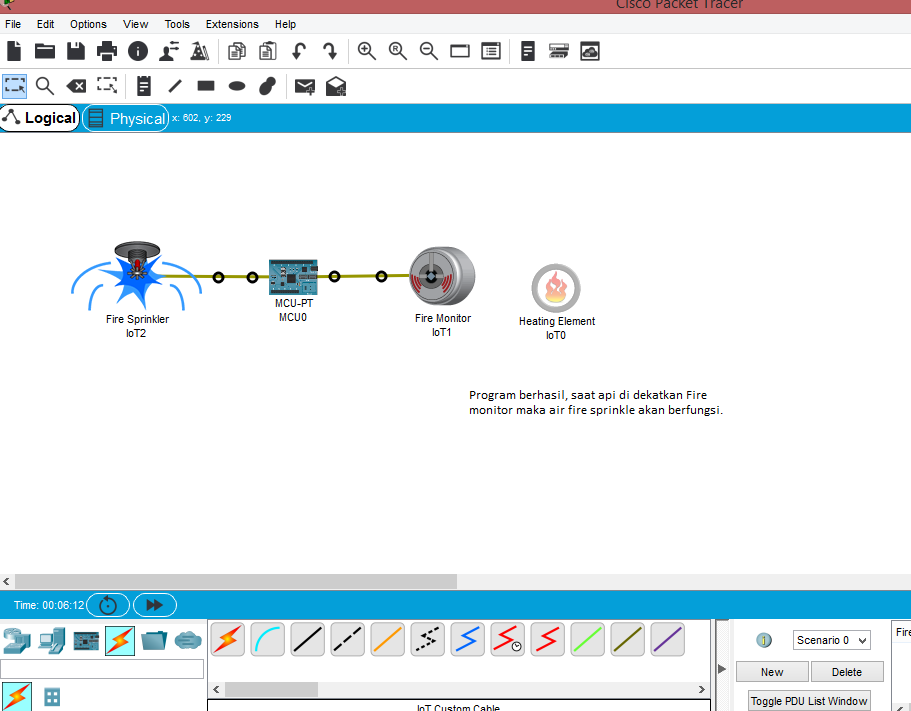 Cisco Packet Tracer
File Edit Options View Tools Extensions Help
Logical Physical x: 602, y: 229
MCU-PT
MCU0
Fire Sprinkler
IoT2
Fire Monitor
IoT1
Heating Element
IoT0
Program berhasil, saat api di dekatkan Fire
monitor maka air fire sprinkle akan berfungsi.
Time: 00:06:12
Scenario 0
Fire
New Delete
Toggle PDU List Window
IoT Custom Cable